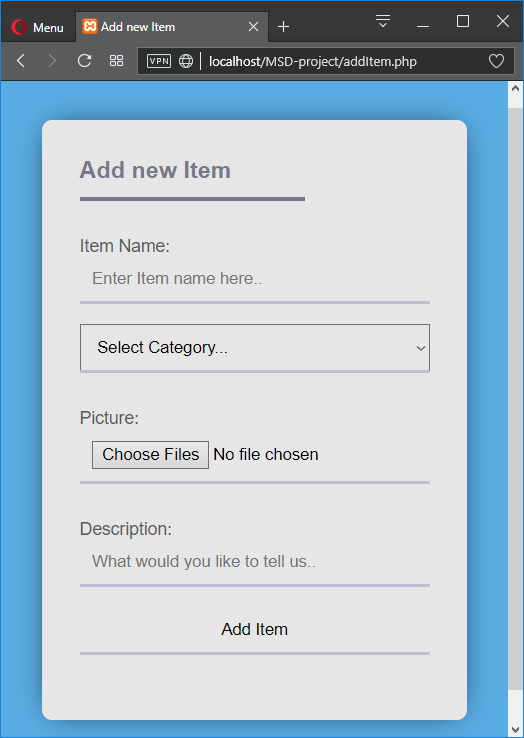 Menu
Add new Item
VPN
localhost/MSD-project/addItem.php
Add new Item
Item Name:
Enter Item name here..
Select Category...
Picture:
Choose Files No file chosen
Description:
What would you like to tell us..
Add Item